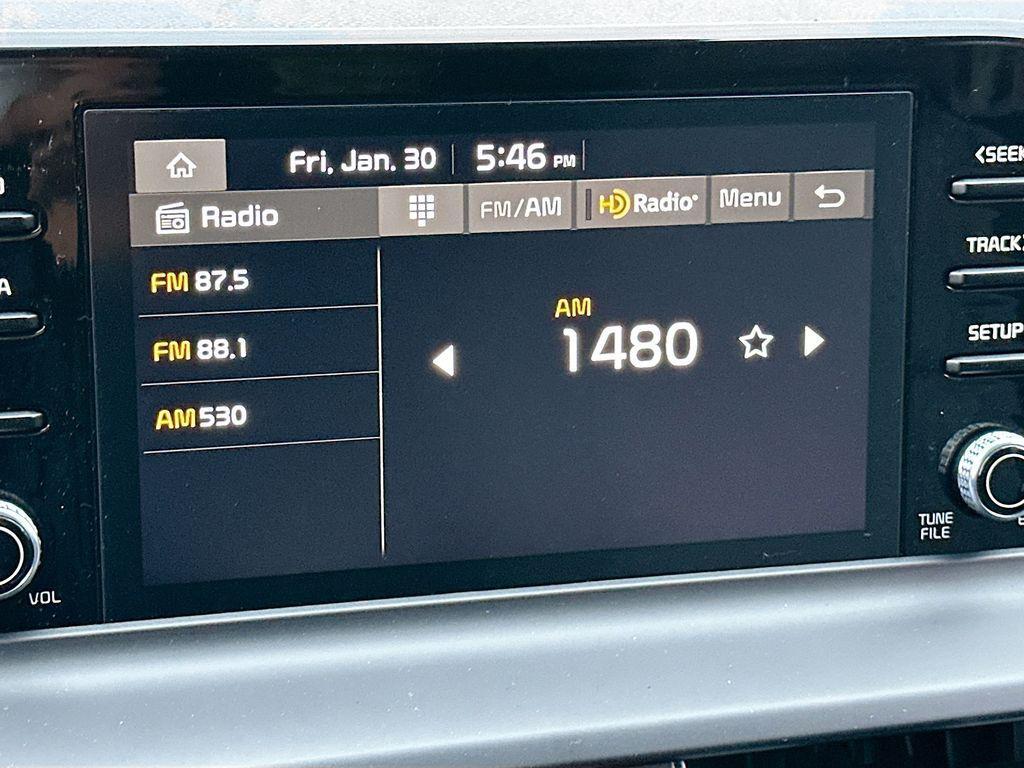 Fri, Jan. 30 5:46 PM
Radio FM/AM HD Radio Menu
FM 87.5
FM 88.1
AM 530
AM
1480
VOL
<SEEK
TRACK
SETUP
TUNE
FILE